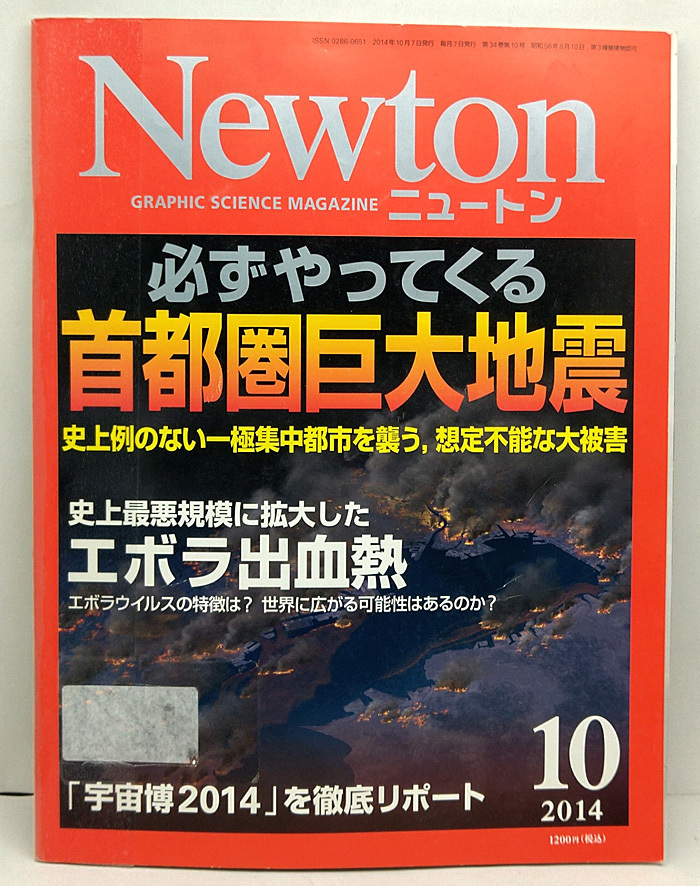 ISSN 0286-0651 2014年10月7日発行 毎月7日発行 第34巻第10号 昭和56年8月10日 第3種郵便物認可
Newton
GRAPHIC SCIENCE MAGAZINE ニュートン
必ずやってくる
首都圏巨大地震
史上例のない一極集中都市を襲う,想定不能な大被害
史上最悪規模に拡大した
エボラ出血熱
エボラウイルスの特徴は? 世界に広がる可能性はあるのか?
10
2014
「宇宙博2014」を徹底リポート
1200円(税込)